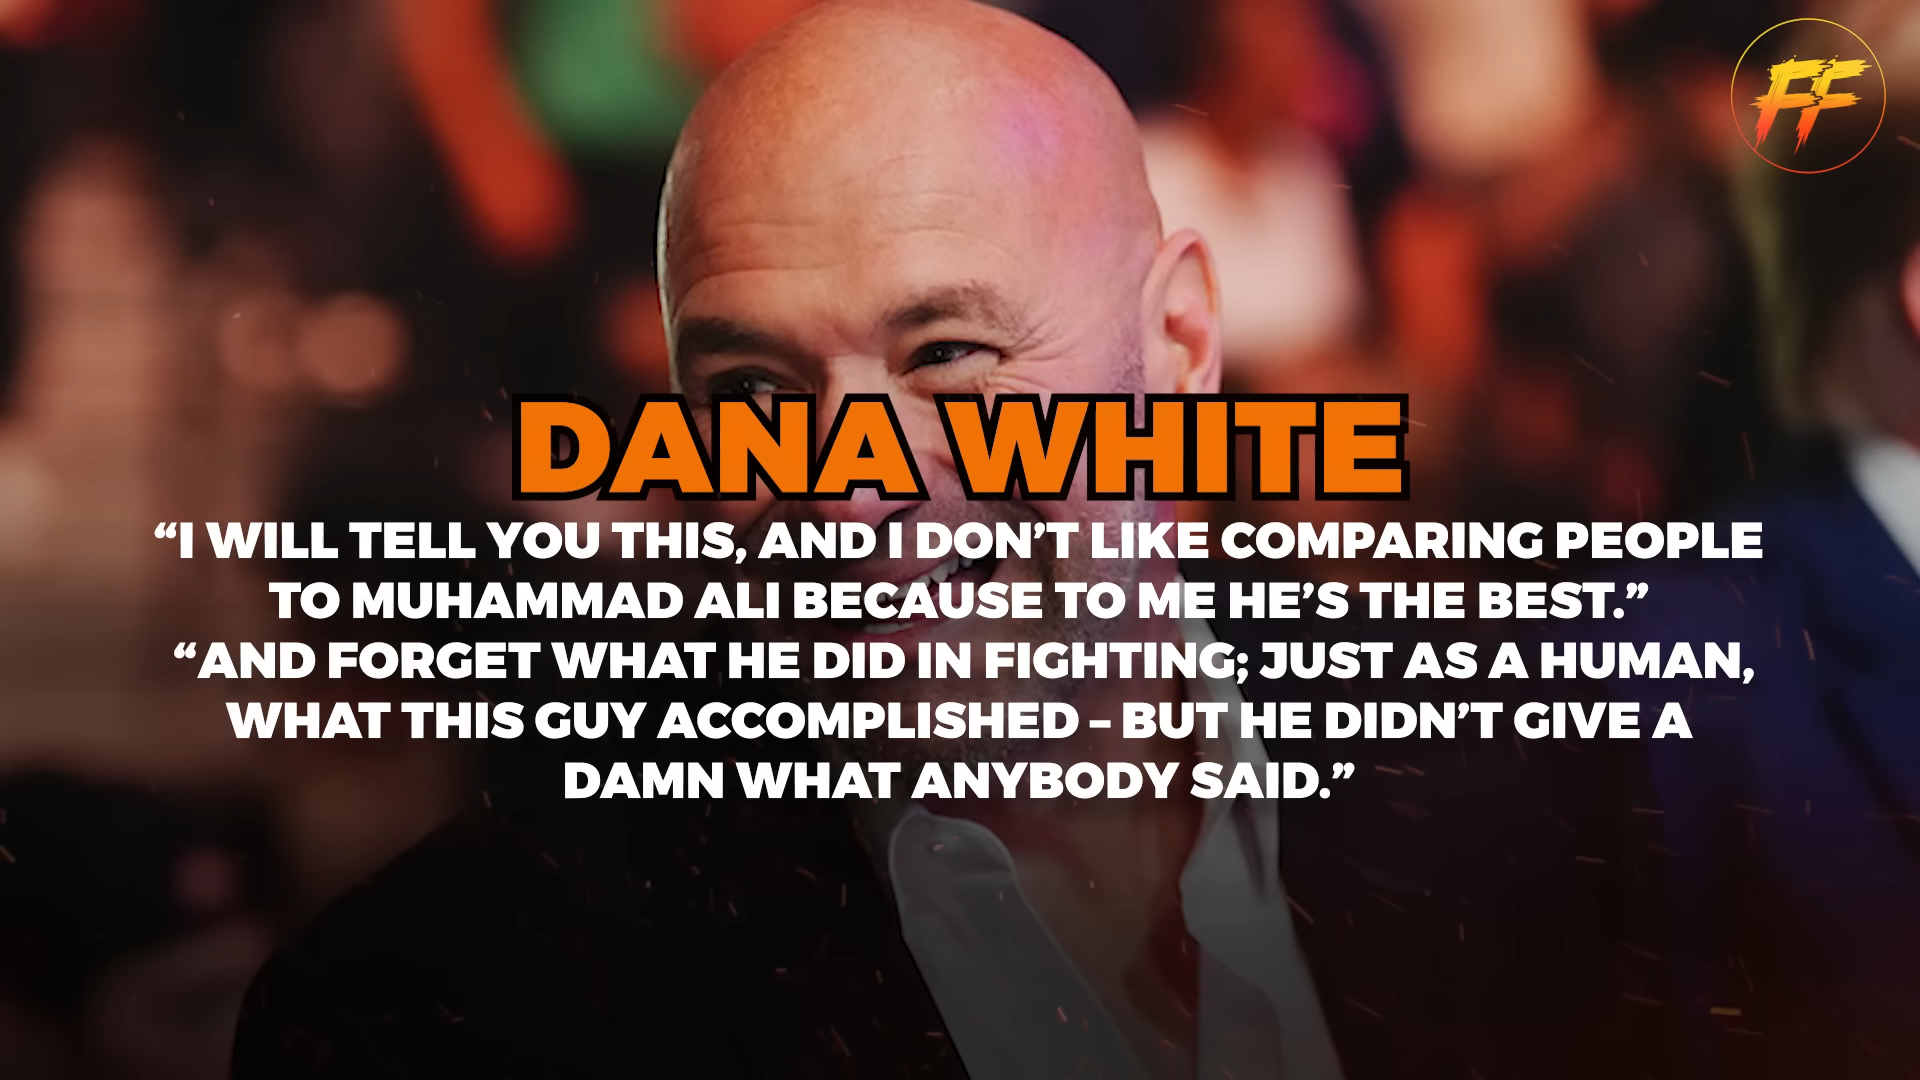 FF
DANA WHITE
“I WILL TELL YOU THIS, AND I DON’T LIKE COMPARING PEOPLE
TO MUHAMMAD ALI BECAUSE TO ME HE’S THE BEST.”
“AND FORGET WHAT HE DID IN FIGHTING; JUST AS A HUMAN,
WHAT THIS GUY ACCOMPLISHED – BUT HE DIDN’T GIVE A
DAMN WHAT ANYBODY SAID.”